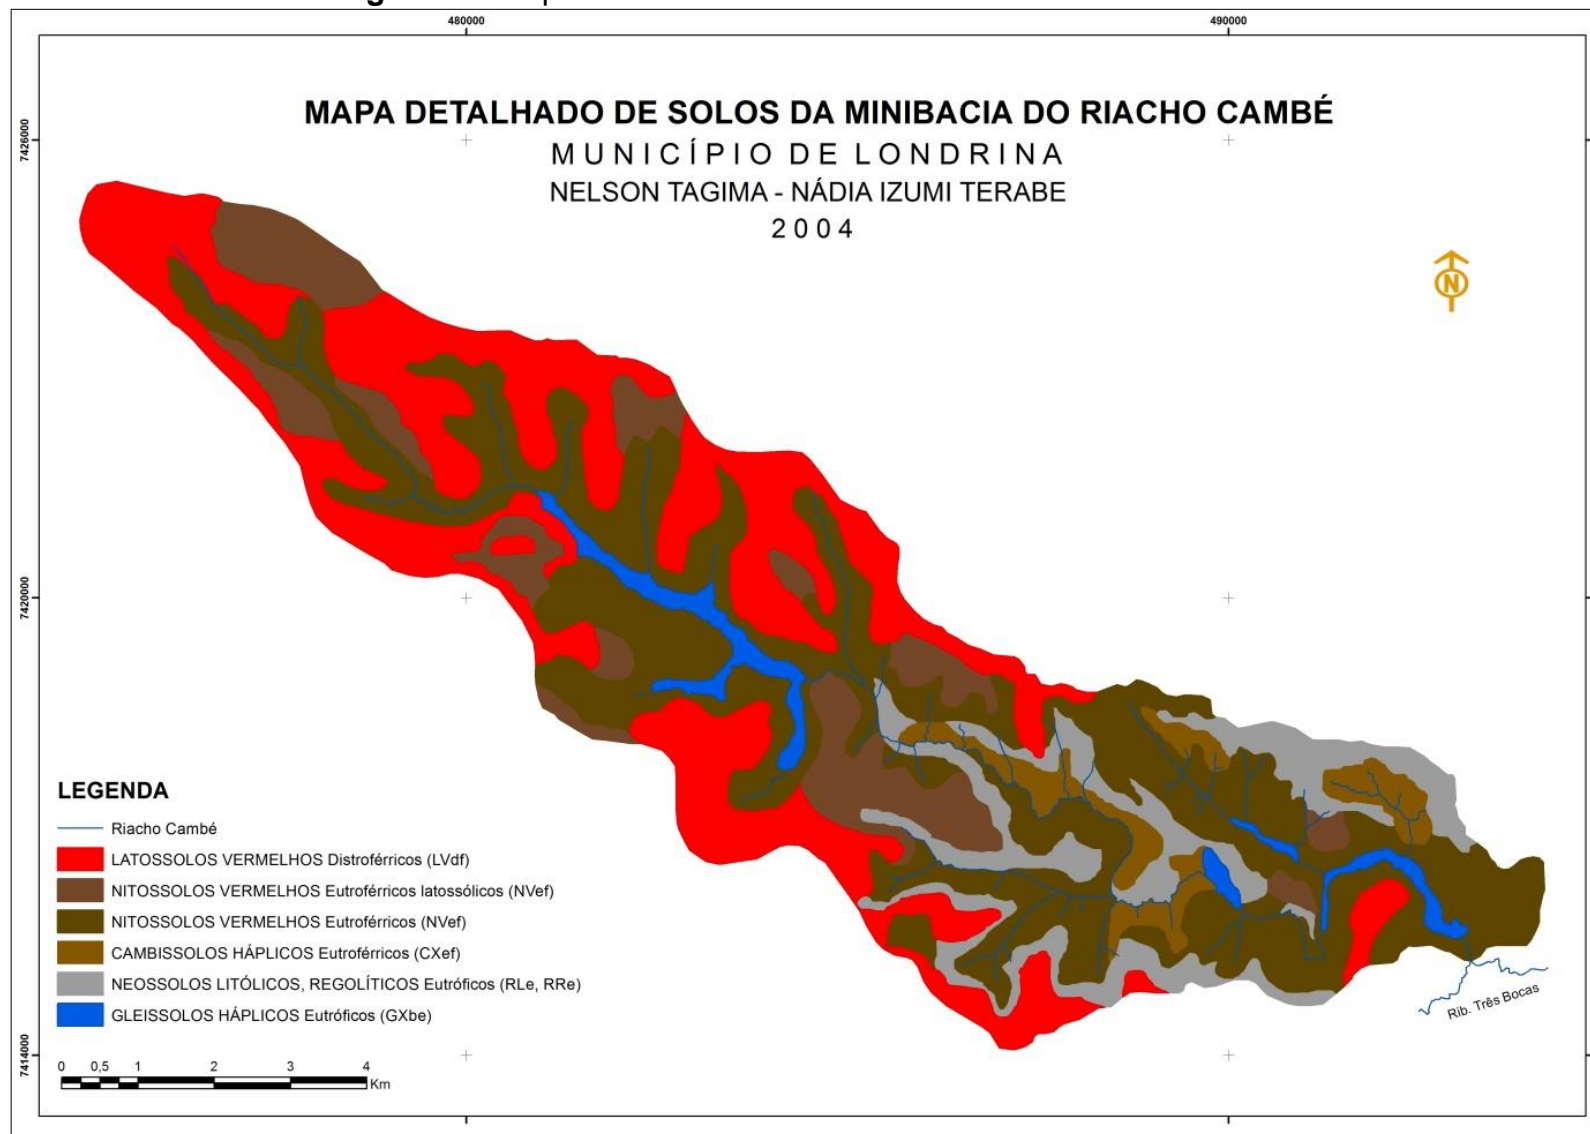 480000
490000
MAPA DETALHADO DE SOLOS DA MINIBACIA DO RIACHO CAMBÉ
MUNICÍPIO DE LONDRINA
NELSON TAGIMA - NÁDIA IZUMI TERABE
2004
7426000
N
7420000
LEGENDA
Riacho Cambé
LATOSSOLOS VERMELHOS Distroférricos (LVdf)
NITOSSOLOS VERMELHOS Eutroférricos latossólicos (NVef)
NITOSSOLOS VERMELHOS Eutroférricos (NVef)
CAMBISSOLOS HÁPLICOS Eutroférricos (CXef)
NEOSSOLOS LITÓLICOS, REGOLÍTICOS Eutróficos (RLe, RRe)
GLEISSOLOS HÁPLICOS Eutróficos (GXbe)
Rib. Três Bocas
7414000
0 0,5 1 2 3 4
Km